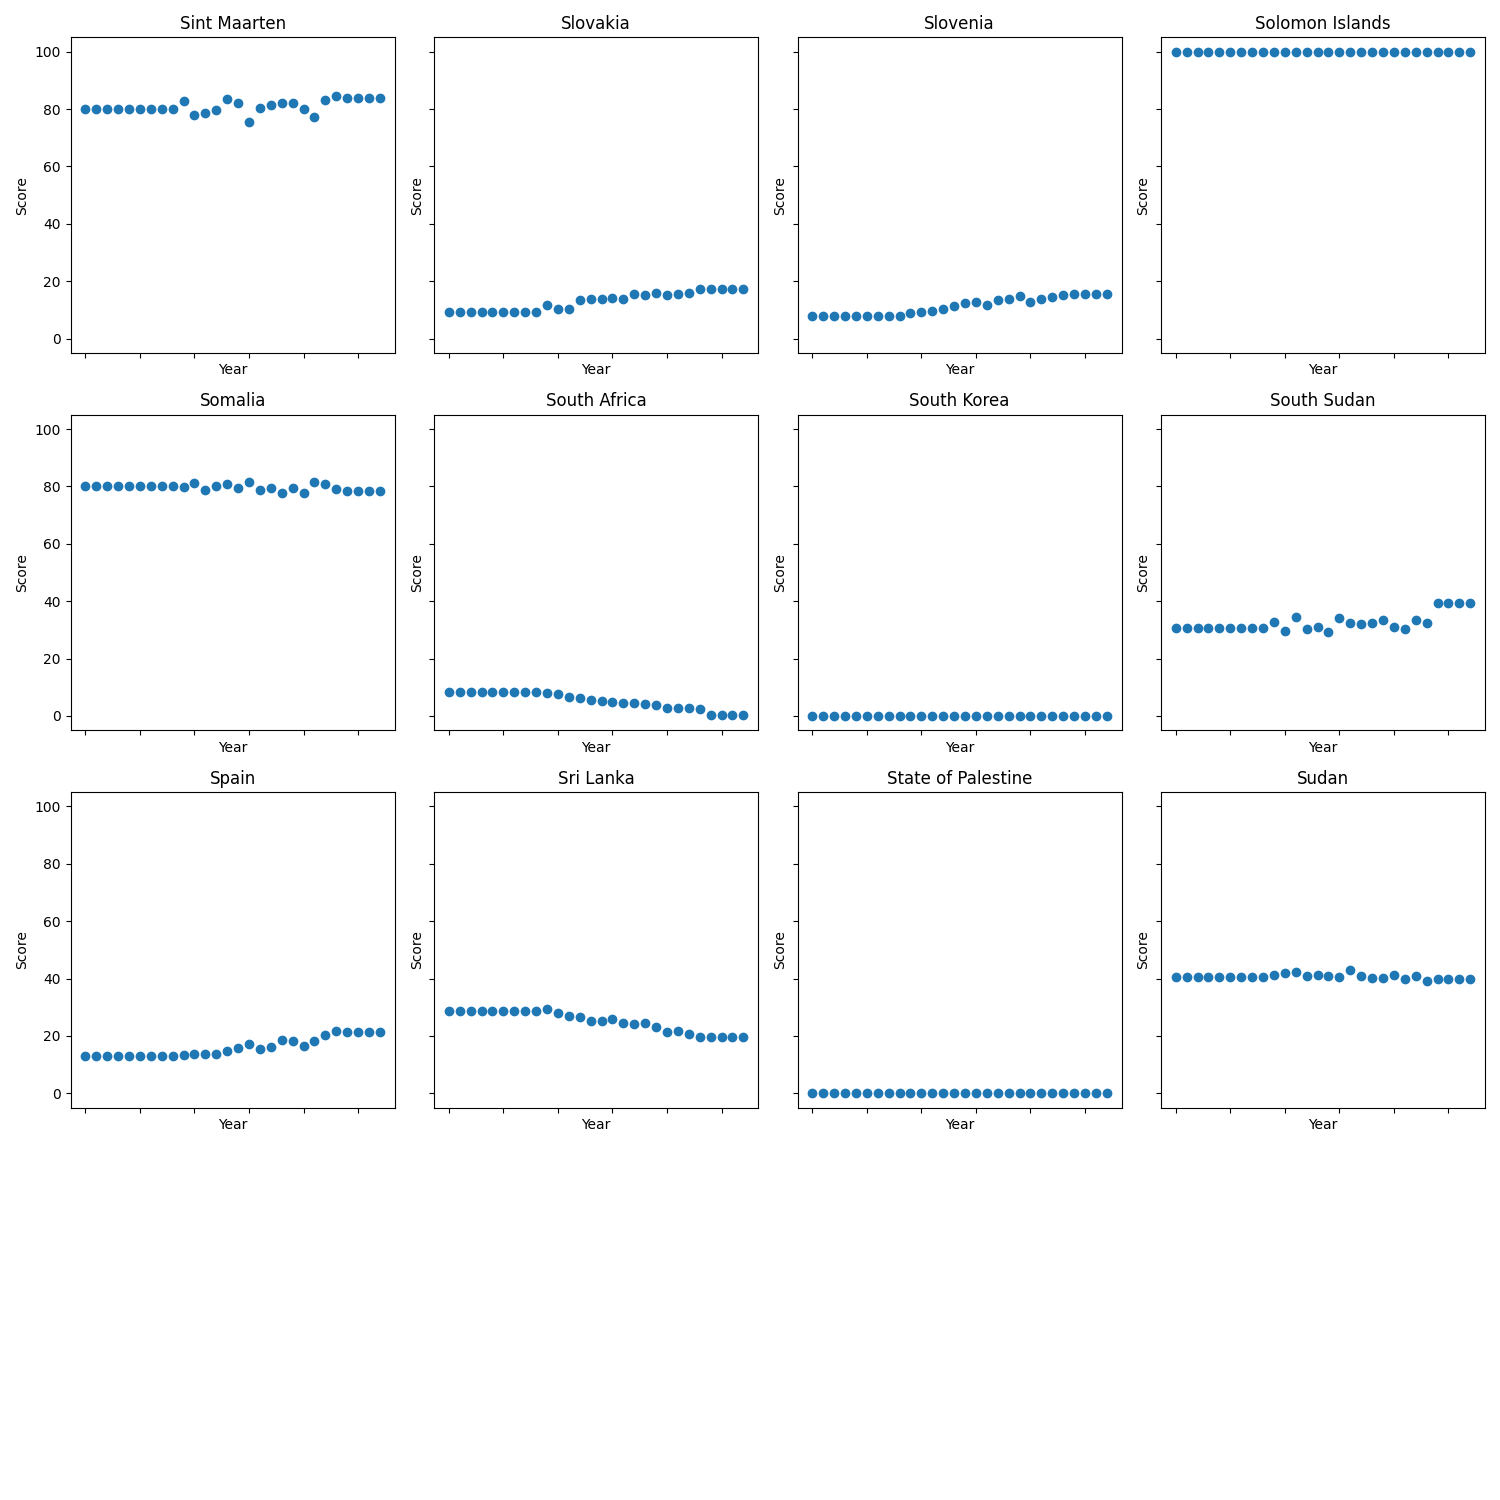 Sint Maarten
Slovakia
Slovenia
Solomon Islands
100
80
60
40
20
0
Score
Score
Score
Score
Year
Year
Year
Year
Somalia
South Africa
South Korea
South Sudan
100
80
60
40
20
0
Score
Score
Score
Score
Year
Year
Year
Year
Spain
Sri Lanka
State of Palestine
Sudan
100
80
60
40
20
0
Score
Score
Score
Score
Year
Year
Year
Year